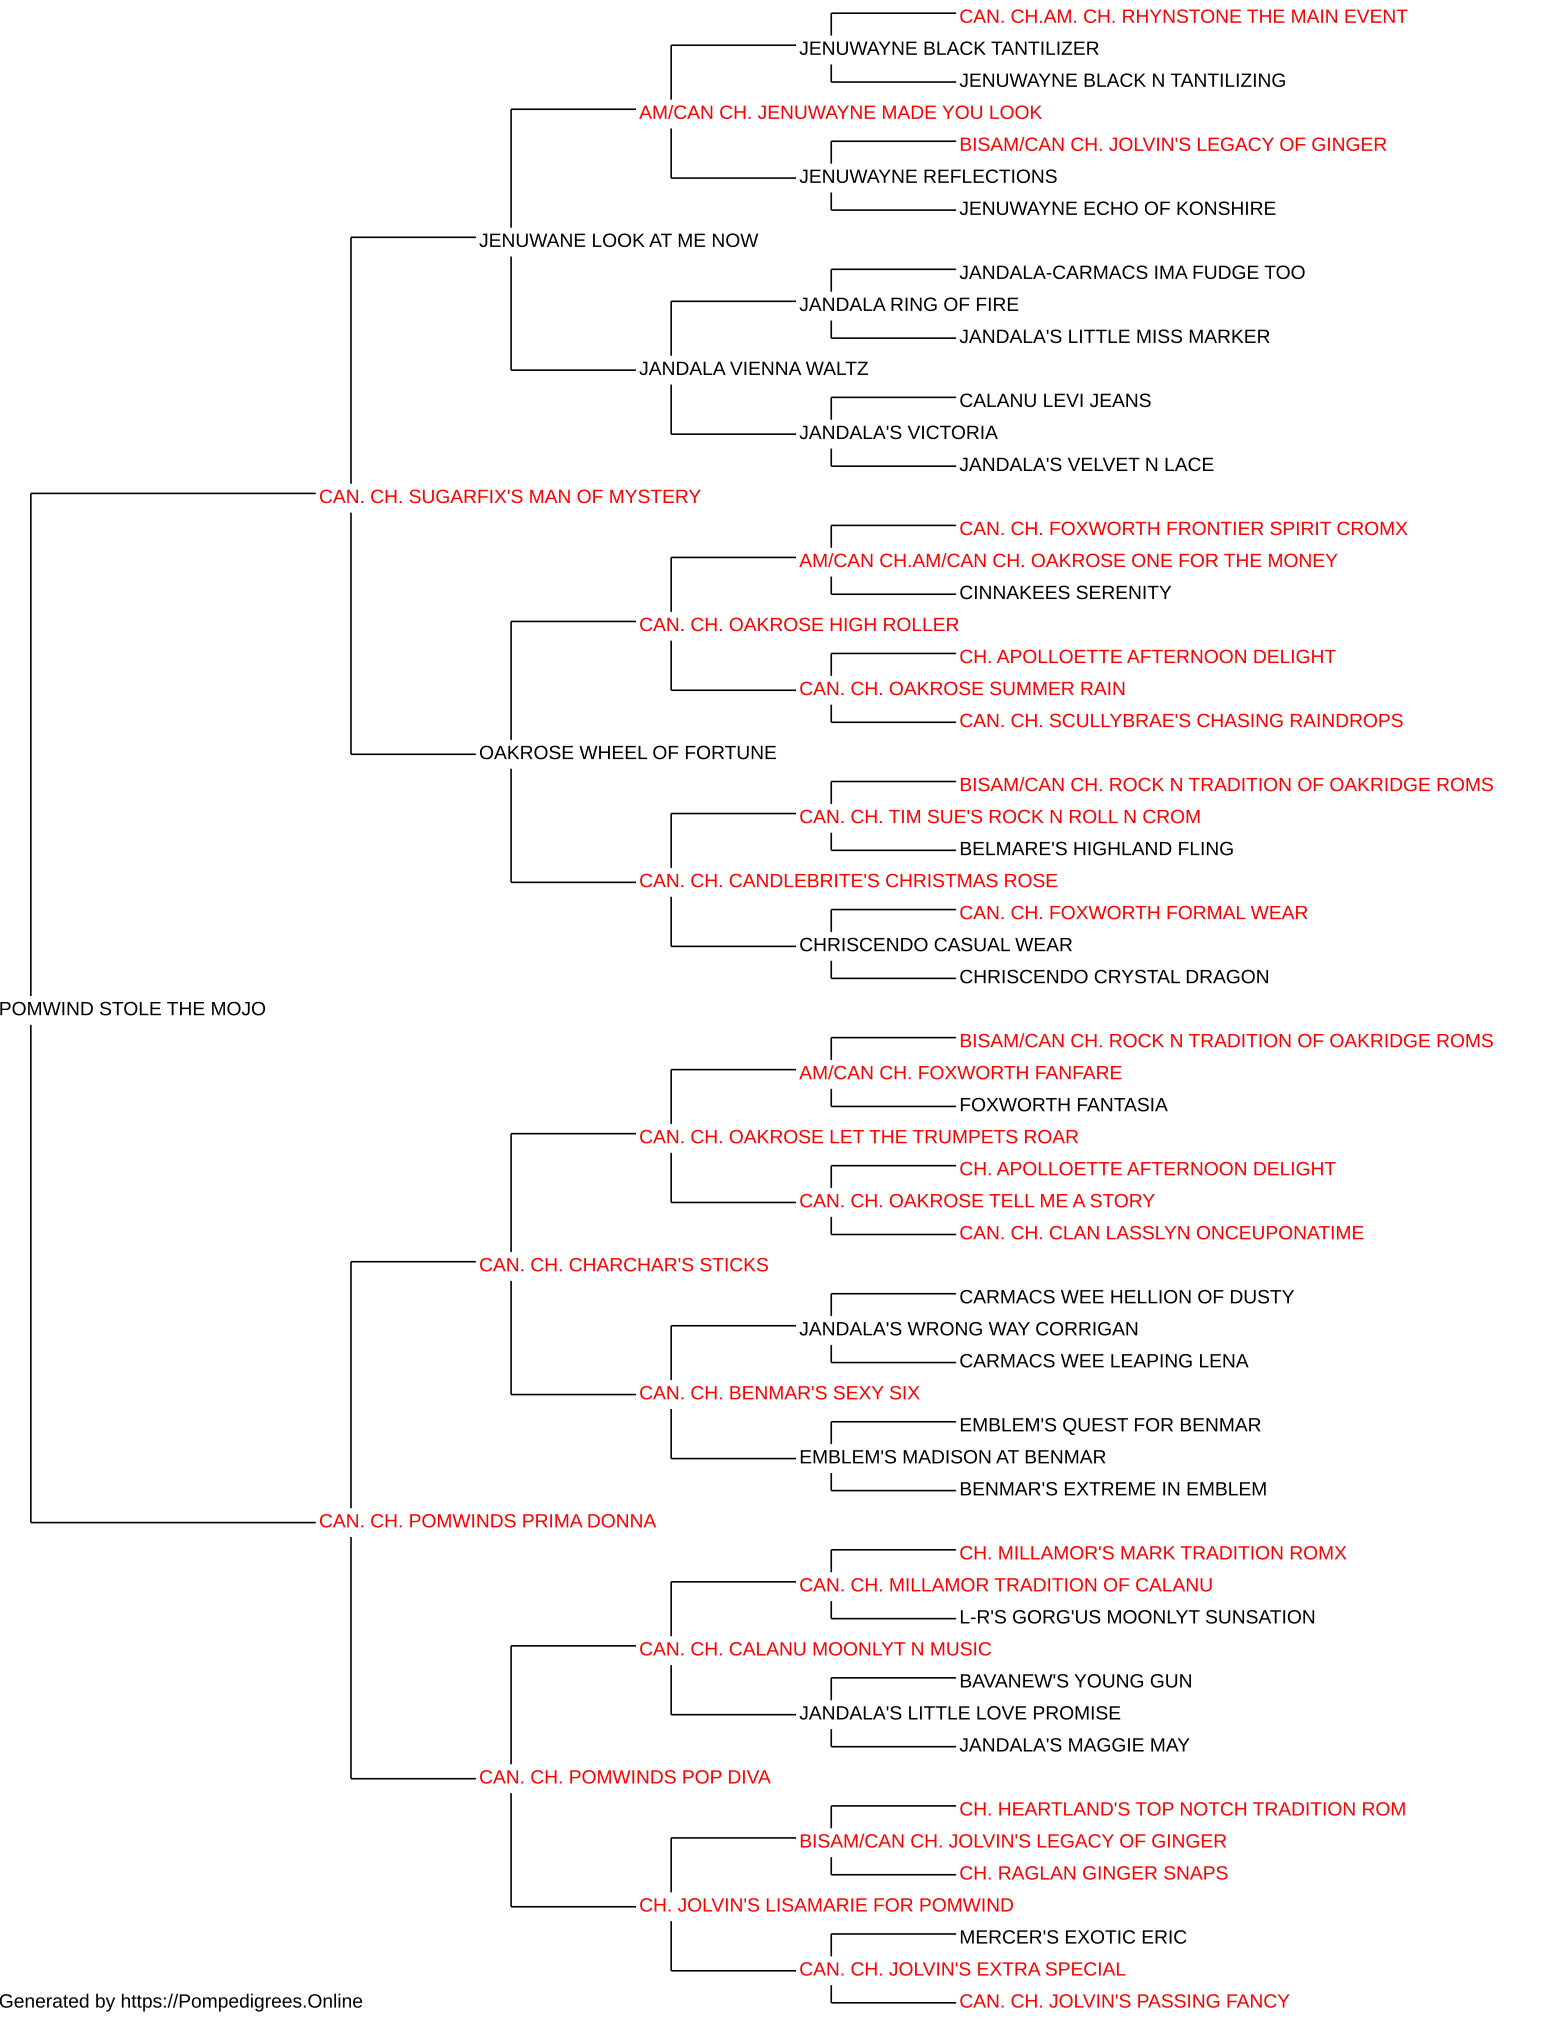 CAN. CH.AM. CH. RHYNSTONE THE MAIN EVENT
JENUWAYNE BLACK TANTILIZER
JENUWAYNE BLACK N TANTILIZING
AM/CAN CH. JENUWAYNE MADE YOU LOOK
BISAM/CAN CH. JOLVIN'S LEGACY OF GINGER
JENUWAYNE REFLECTIONS
JENUWAYNE ECHO OF KONSHIRE
JENUWANE LOOK AT ME NOW
JANDALA-CARMACS IMA FUDGE TOO
JANDALA RING OF FIRE
JANDALA'S LITTLE MISS MARKER
JANDALA VIENNA WALTZ
CALANU LEVI JEANS
JANDALA'S VICTORIA
JANDALA'S VELVET N LACE
CAN. CH. SUGARFIX'S MAN OF MYSTERY
CAN. CH. FOXWORTH FRONTIER SPIRIT CROMX
AM/CAN CH.AM/CAN CH. OAKROSE ONE FOR THE MONEY
CINNAKEES SERENITY
CAN. CH. OAKROSE HIGH ROLLER
CH. APOLLOETTE AFTERNOON DELIGHT
CAN. CH. OAKROSE SUMMER RAIN
CAN. CH. SCULLYBRAE'S CHASING RAINDROPS
OAKROSE WHEEL OF FORTUNE
BISAM/CAN CH. ROCK N TRADITION OF OAKRIDGE ROMS
CAN. CH. TIM SUE'S ROCK N ROLL N CROM
BELMARE'S HIGHLAND FLING
CAN. CH. CANDLEBRITE'S CHRISTMAS ROSE
CAN. CH. FOXWORTH FORMAL WEAR
CHRISCENDO CASUAL WEAR
CHRISCENDO CRYSTAL DRAGON
POMWIND STOLE THE MOJO
BISAM/CAN CH. ROCK N TRADITION OF OAKRIDGE ROMS
AM/CAN CH. FOXWORTH FANFARE
FOXWORTH FANTASIA
CAN. CH. OAKROSE LET THE TRUMPETS ROAR
CH. APOLLOETTE AFTERNOON DELIGHT
CAN. CH. OAKROSE TELL ME A STORY
CAN. CH. CLAN LASSLYN ONCEUPONATIME
CAN. CH. CHARCHAR'S STICKS
CARMACS WEE HELLION OF DUSTY
JANDALA'S WRONG WAY CORRIGAN
CARMACS WEE LEAPING LENA
CAN. CH. BENMAR'S SEXY SIX
EMBLEM'S QUEST FOR BENMAR
EMBLEM'S MADISON AT BENMAR
BENMAR'S EXTREME IN EMBLEM
CAN. CH. POMWINDS PRIMA DONNA
CH. MILLAMOR'S MARK TRADITION ROMX
CAN. CH. MILLAMOR TRADITION OF CALANU
L-R'S GORG'US MOONLYT SUNSATION
CAN. CH. CALANU MOONLYT N MUSIC
BAVANEW'S YOUNG GUN
JANDALA'S LITTLE LOVE PROMISE
JANDALA'S MAGGIE MAY
CAN. CH. POMWINDS POP DIVA
CH. HEARTLAND'S TOP NOTCH TRADITION ROM
BISAM/CAN CH. JOLVIN'S LEGACY OF GINGER
CH. RAGLAN GINGER SNAPS
CH. JOLVIN'S LISAMARIE FOR POMWIND
MERCER'S EXOTIC ERIC
CAN. CH. JOLVIN'S EXTRA SPECIAL
CAN. CH. JOLVIN'S PASSING FANCY
Generated by https://Pompedigrees.Online